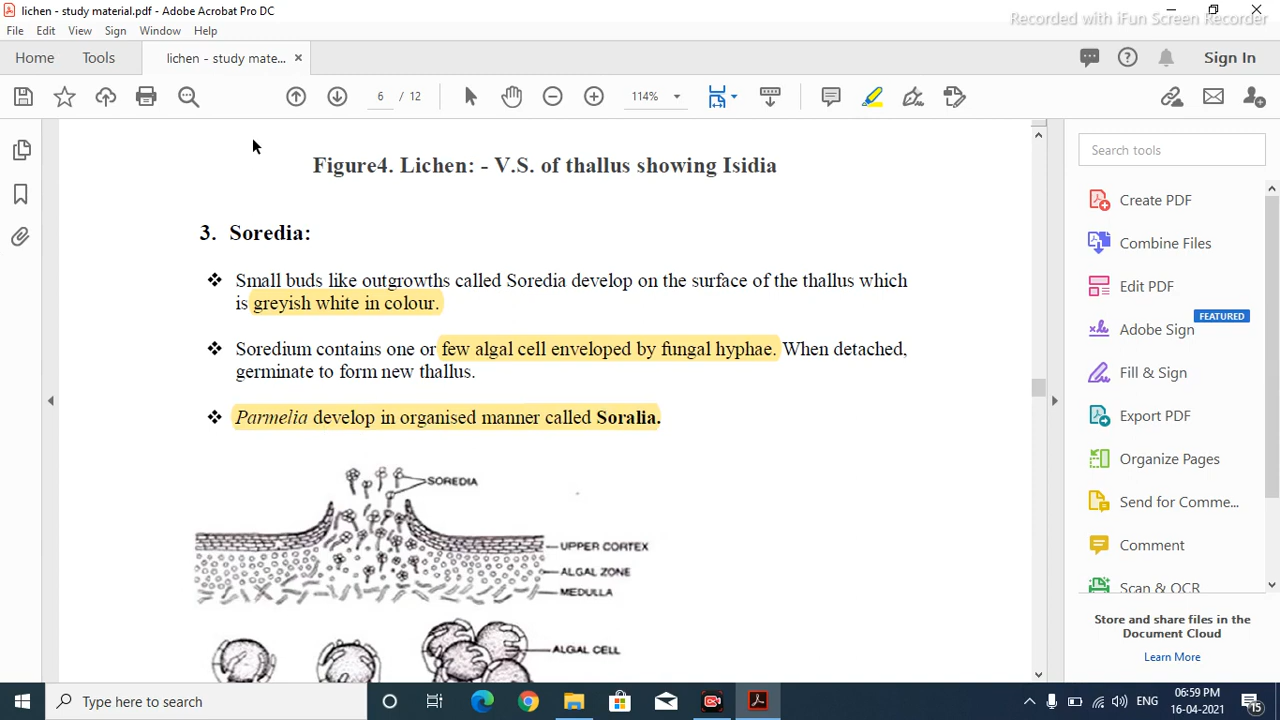 lichen - study material.pdf - Adobe Acrobat Pro DC
Recorded with iFun Screen Recorder
File Edit View Sign Window Help
Home Tools lichen - study mate... × Sign In
6 / 12 114%
Figure4. Lichen: - V.S. of thallus showing Isidia
3. Soredia:
❖ Small buds like outgrowths called Soredia develop on the surface of the thallus which
is greyish white in colour.
❖ Soredium contains one or few algal cell enveloped by fungal hyphae. When detached,
germinate to form new thallus.
❖ Parmelia develop in organised manner called Soralia.
SOREDIA
UPPER CORTEX
ALGAL ZONE
MEDULLA
ALGAL CELL
Search tools
Create PDF
Combine Files
Edit PDF
FEATURED
Adobe Sign
Fill & Sign
Export PDF
Organize Pages
Send for Comme...
Comment
Scan & OCR
Store and share files in the
Document Cloud
Learn More
Type here to search
ENG
06:59 PM
16-04-2021
15